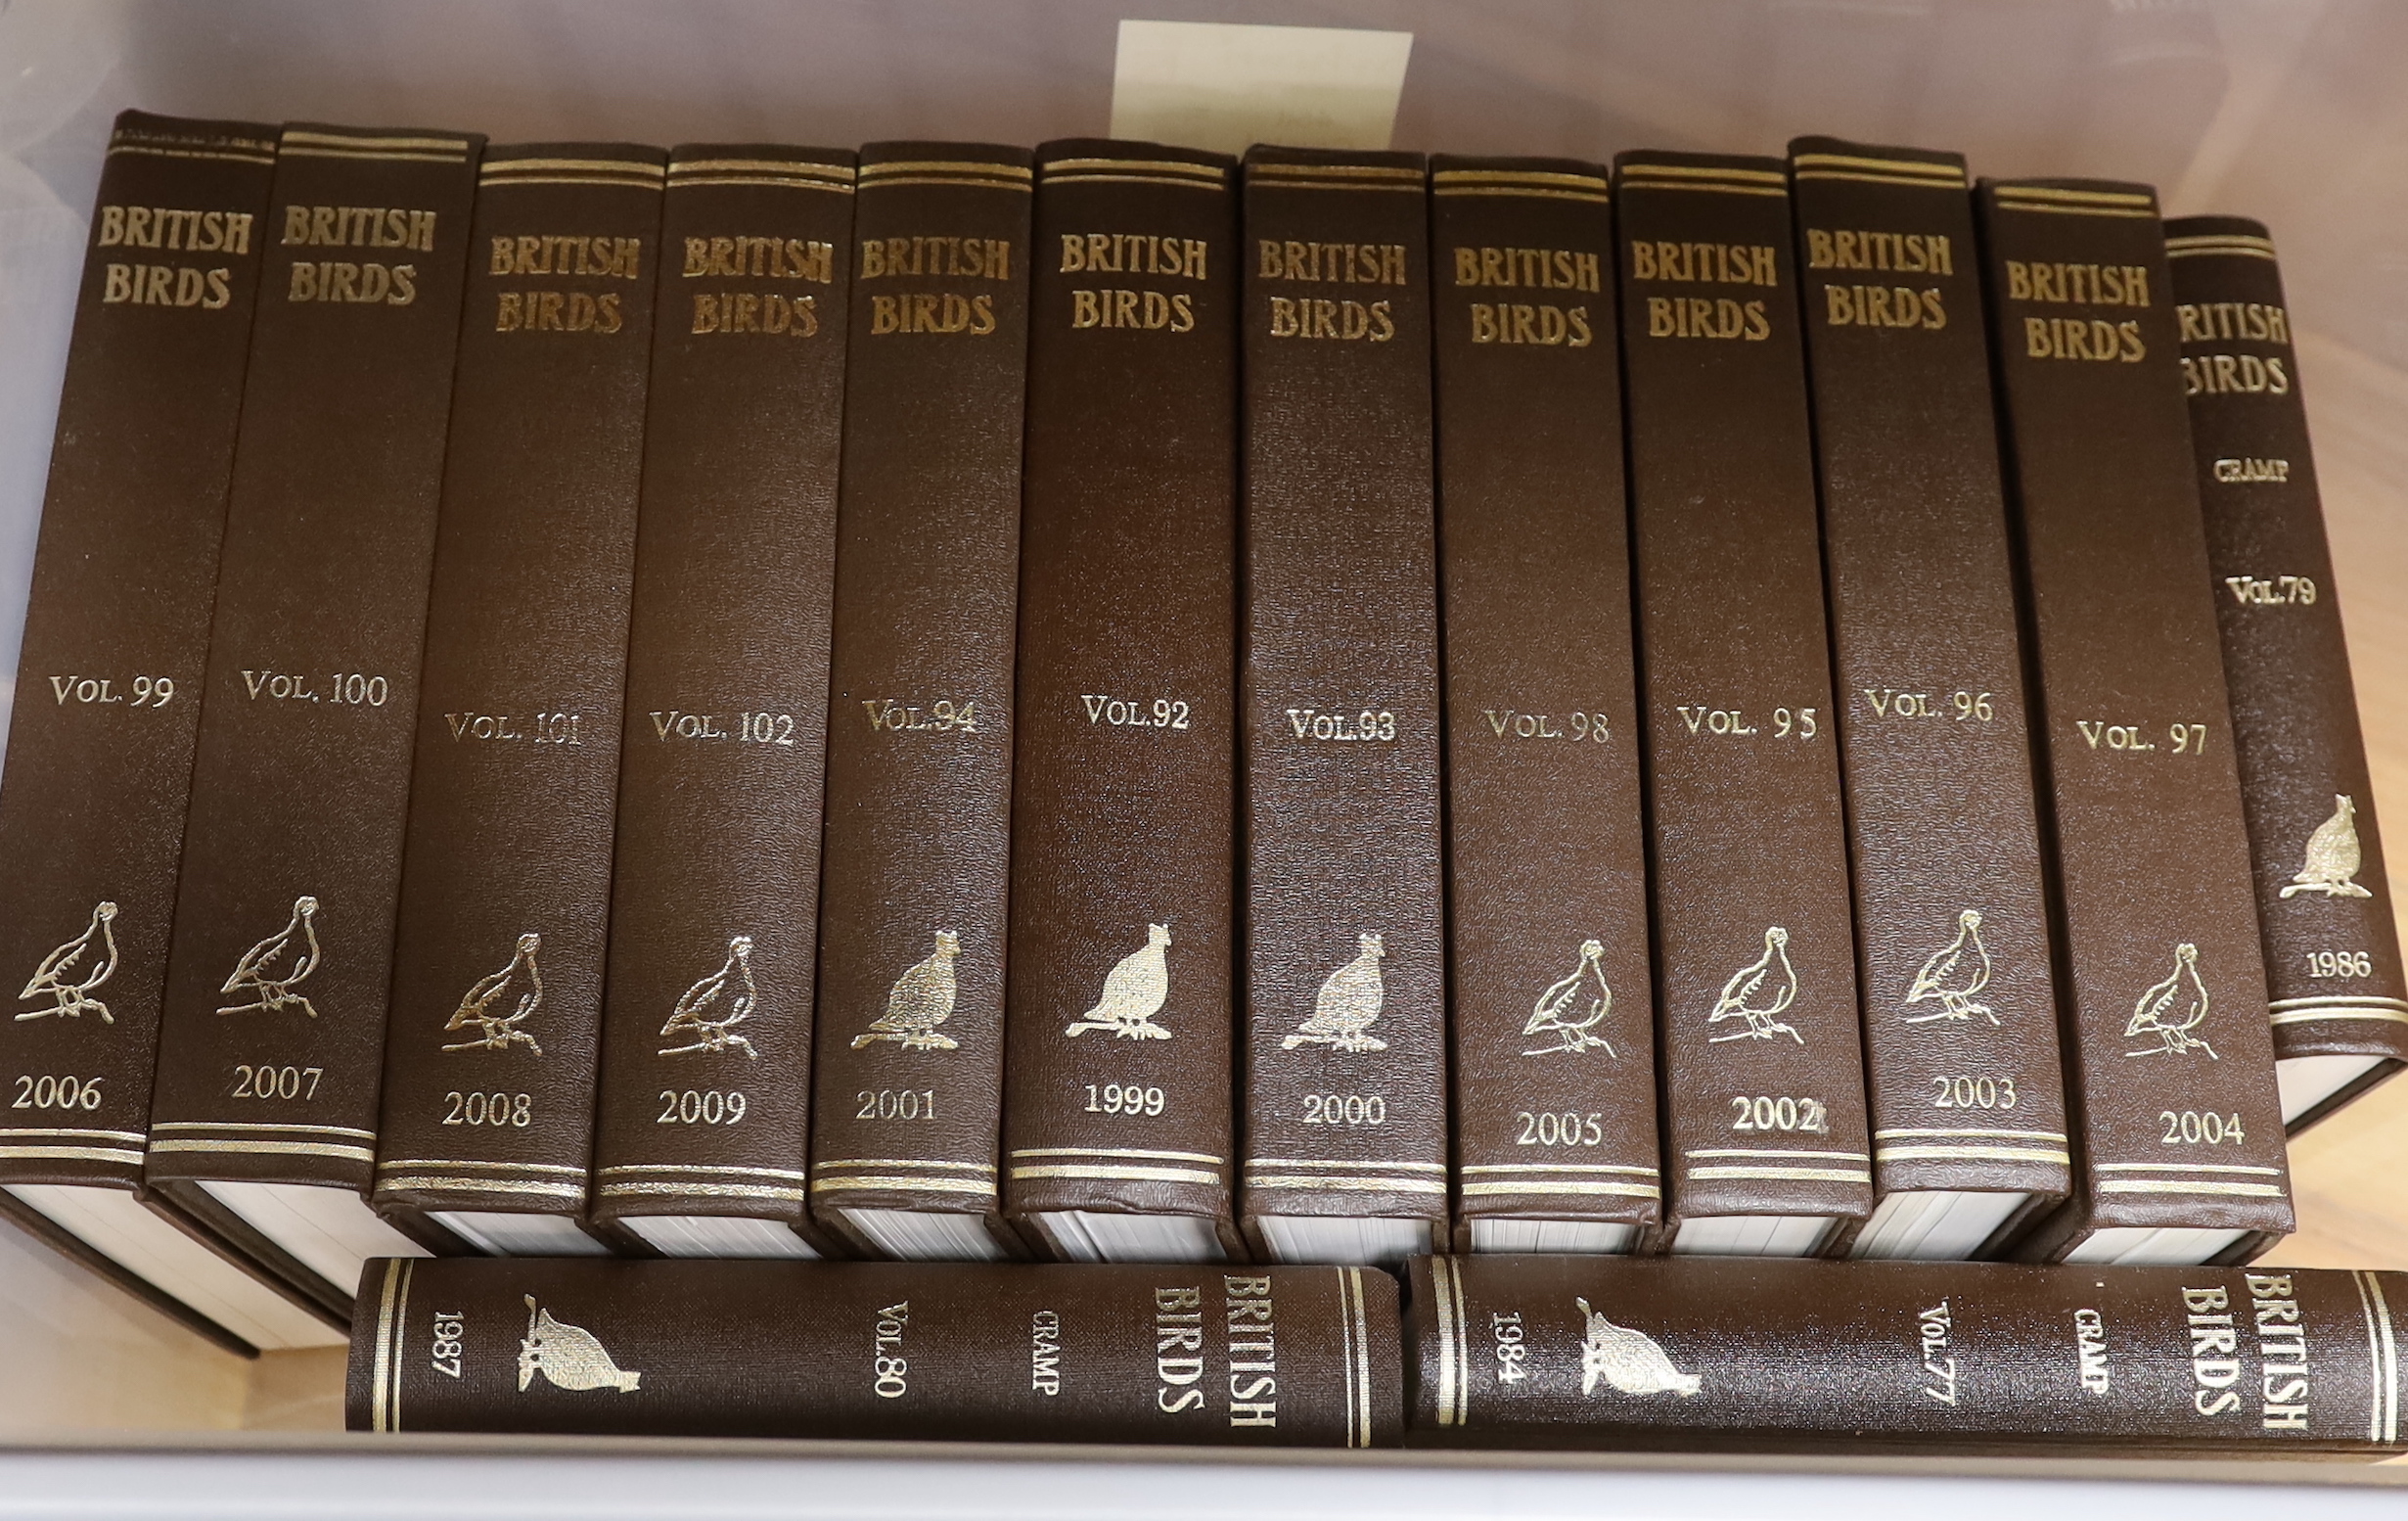 BRITISH
BIRDS
VOL. 99
2006
BRITISH
BIRDS
VOL. 100
2007
BRITISH
BIRDS
VOL. 101
2008
BRITISH
BIRDS
VOL. 102
2009
BRITISH
BIRDS
VOL.94
2001
BRITISH
BIRDS
VOL.92
1999
BRITISH
BIRDS
VOL.93
2000
BRITISH
BIRDS
VOL. 98
2005
BRITISH
BIRDS
VOL. 95
2002
BRITISH
BIRDS
VOL. 96
2003
BRITISH
BIRDS
VOL. 97
2004
RITISH
BIRDS
CRAMP
VOL.79
1986
BRITISH
BIRDS
CRAMP
VOL.80
1987
BRITISH
BIRDS
CRAMP
VOL.77
1984